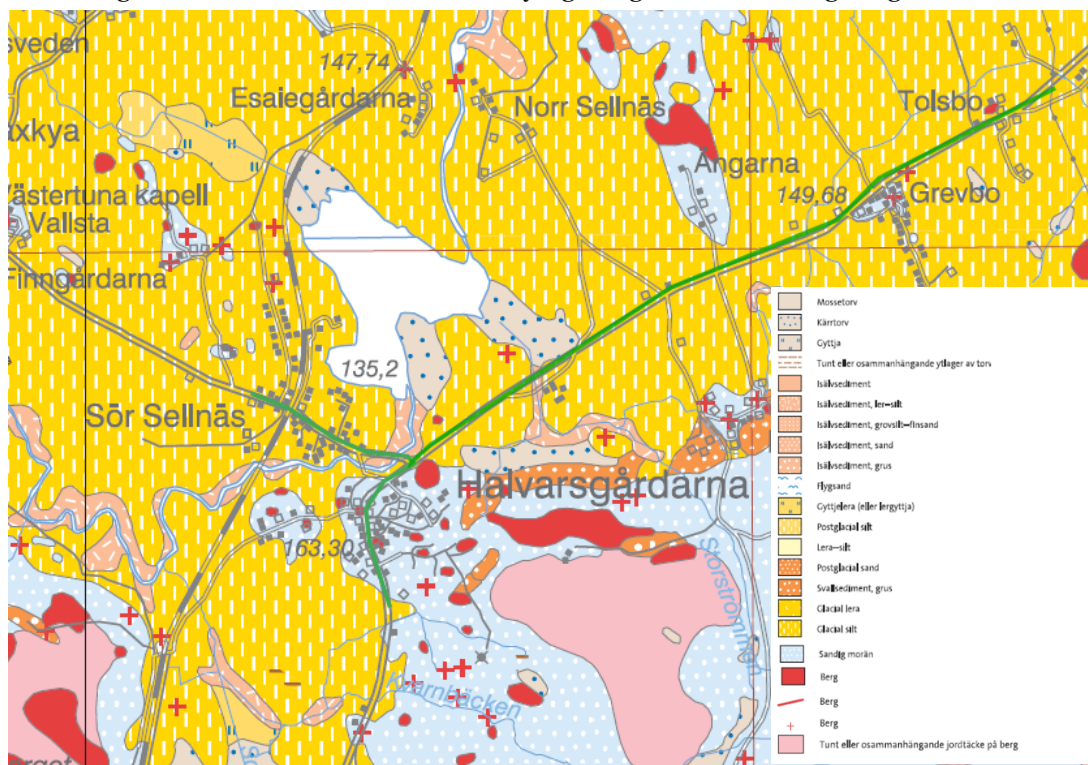 sveden
147,74
Esaiegårdarna
Norr Sellnäs
Tolsbo
axkya
Ängarna
Västertuna kapell
Vallsta
149,68
Grevbo
Finngårdarna
135,2
Sör Sellnäs
Halvarsgårdarna
163,30
Storströmmen
Kvarnbäcken
Mossetorv
Kärrtorv
Gyttja
Tunt eller osammanhängande ytlager av torv
Isälvsediment
Isälvsediment, ler–silt
Isälvsediment, grovsilt–finsand
Isälvsediment, sand
Isälvsediment, grus
Flygsand
Gyttjelera (eller lergyttja)
Postglacial silt
Lera–silt
Postglacial sand
Svallsediment, grus
Glacial lera
Glacial silt
Sandig morän
Berg
Berg
Berg
Tunt eller osammanhängande jordtäcke på berg